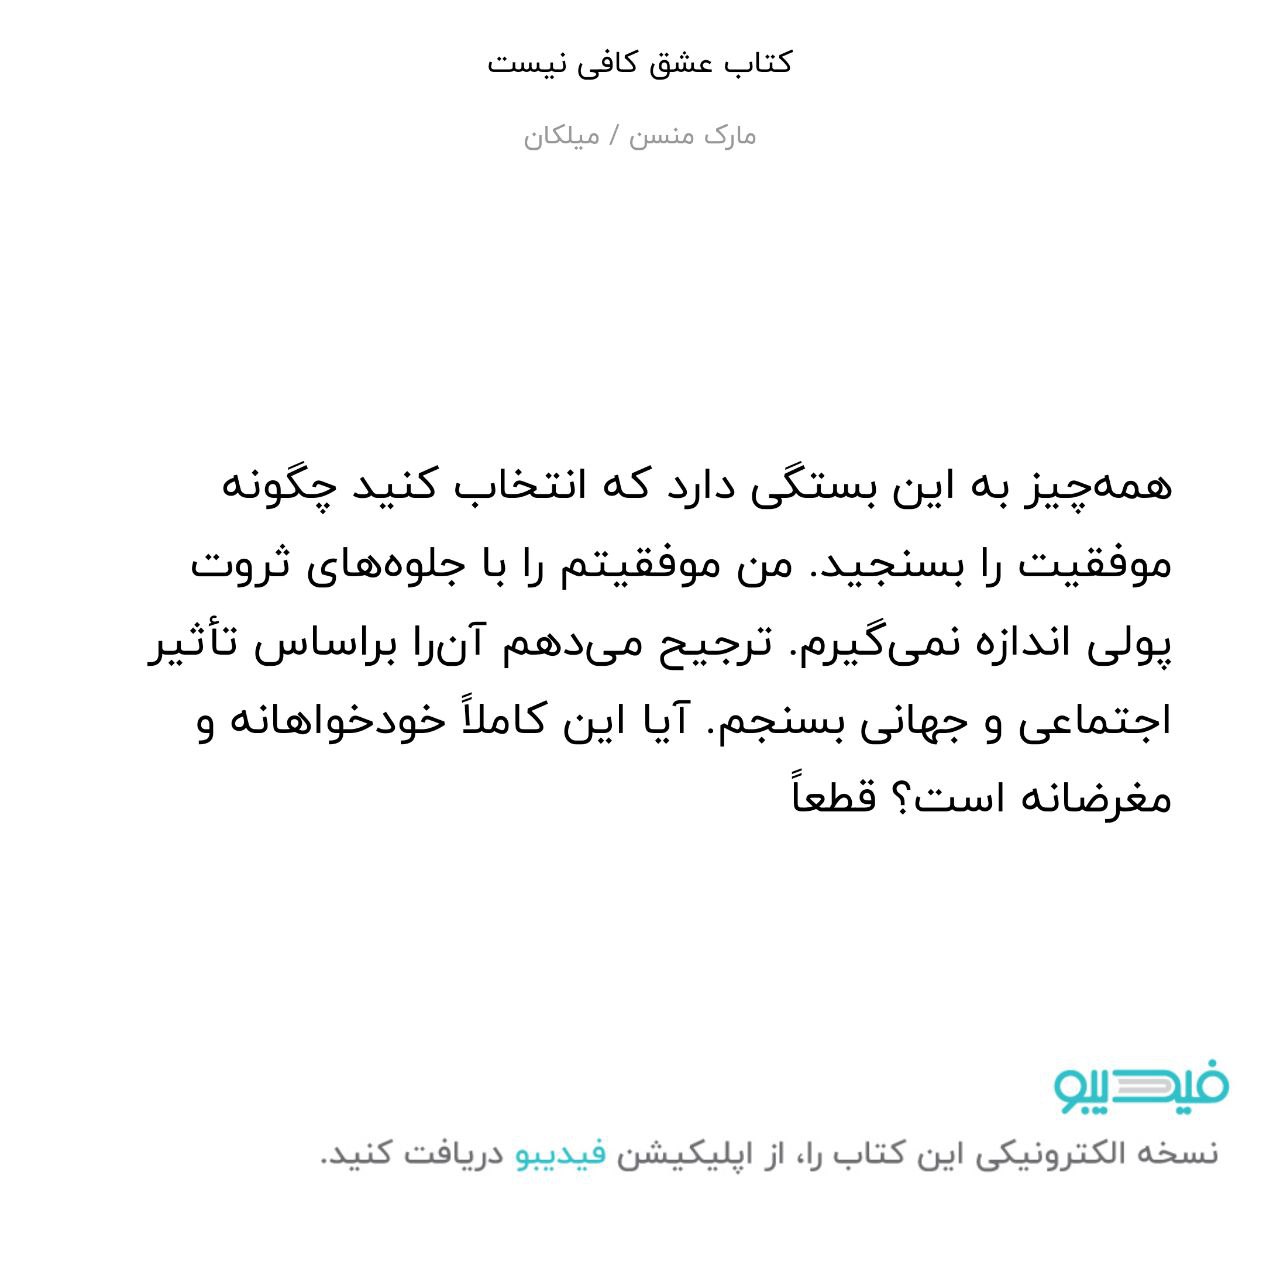 کتاب عشق کافی نیست
مارک منسن / میلکان
همه‌چیز به این بستگی دارد که انتخاب کنید چگونه
موفقیت را بسنجید. من موفقیتم را با جلوه‌های ثروت
پولی اندازه نمی‌گیرم. ترجیح می‌دهم آن‌را براساس تأثیر
اجتماعی و جهانی بسنجم. آیا این کاملاً خودخواهانه و
مغرضانه است؟ قطعاً
فیدیبو
نسخه الکترونیکی این کتاب را، از اپلیکیشن فیدیبو دریافت کنید.